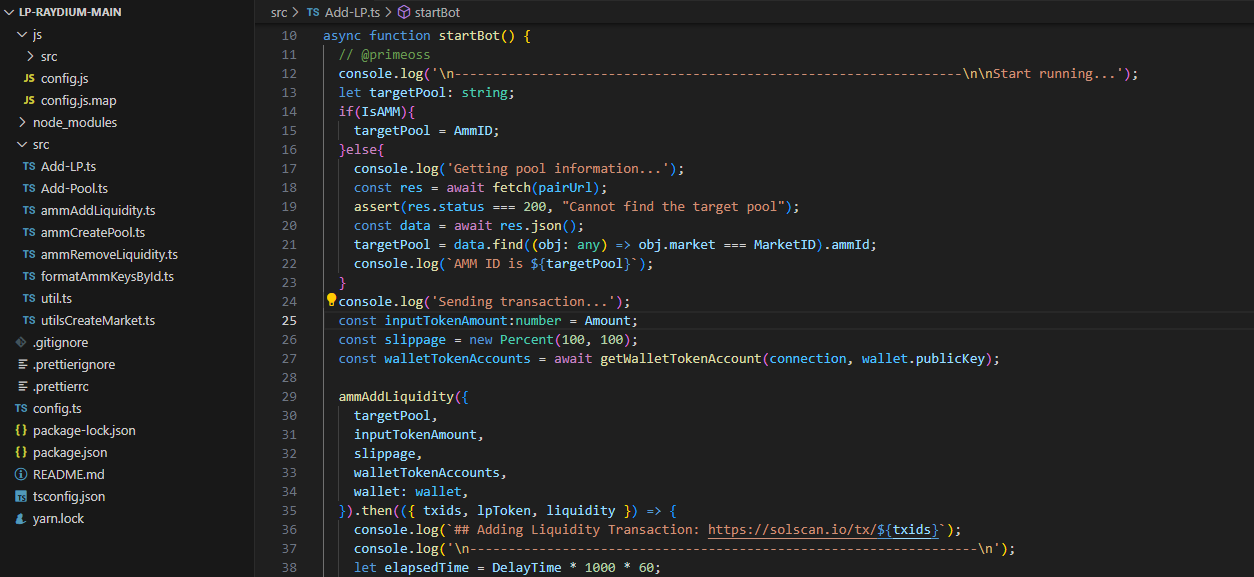 LP-RAYDIUM-MAIN
js
src
JS config.js
JS config.js.map
node_modules
src
TS Add-LP.ts
TS Add-Pool.ts
TS ammAddLiquidity.ts
TS ammCreatePool.ts
TS ammRemoveLiquidity.ts
TS formatAmmKeysById.ts
TS util.ts
TS utilsCreateMarket.ts
.gitignore
.prettierignore
.prettierrc
TS config.ts
{} package-lock.json
{} package.json
README.md
TS tsconfig.json
yarn.lock
src > TS Add-LP.ts > startBot
10 async function startBot() {
11 // @primeoss
12 console.log('\n------------------------------------------------------------------\n\nStart running...');
13 let targetPool: string;
14 if(IsAMM){
15 targetPool = AmmID;
16 }else{
17 console.log('Getting pool information...');
18 const res = await fetch(pairUrl);
19 assert(res.status === 200, "Cannot find the target pool");
20 const data = await res.json();
21 targetPool = data.find((obj: any) => obj.market === MarketID).ammId;
22 console.log(`AMM ID is ${targetPool}`);
23 }
24 console.log('Sending transaction...');
25 const inputTokenAmount:number = Amount;
26 const slippage = new Percent(100, 100);
27 const walletTokenAccounts = await getWalletTokenAccount(connection, wallet.publicKey);
28
29 ammAddLiquidity({
30 targetPool,
31 inputTokenAmount,
32 slippage,
33 walletTokenAccounts,
34 wallet: wallet,
35 }).then(({ txids, lpToken, liquidity }) => {
36 console.log(`## Adding Liquidity Transaction: https://solscan.io/tx/${txids}`);
37 console.log('\n------------------------------------------------------------------\n');
38 let elapsedTime = DelayTime * 1000 * 60;